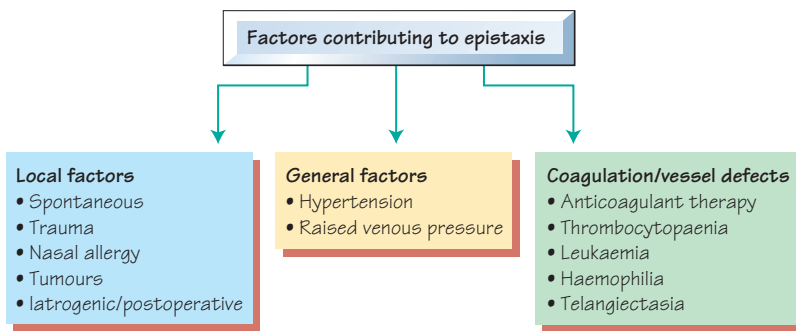 Factors contributing to epistaxis
Local factors
• Spontaneous
• Trauma
• Nasal allergy
• Tumours
• Iatrogenic/postoperative
General factors
• Hypertension
• Raised venous pressure
Coagulation/vessel defects
• Anticoagulant therapy
• Thrombocytopaenia
• Leukaemia
• Haemophilia
• Telangiectasia